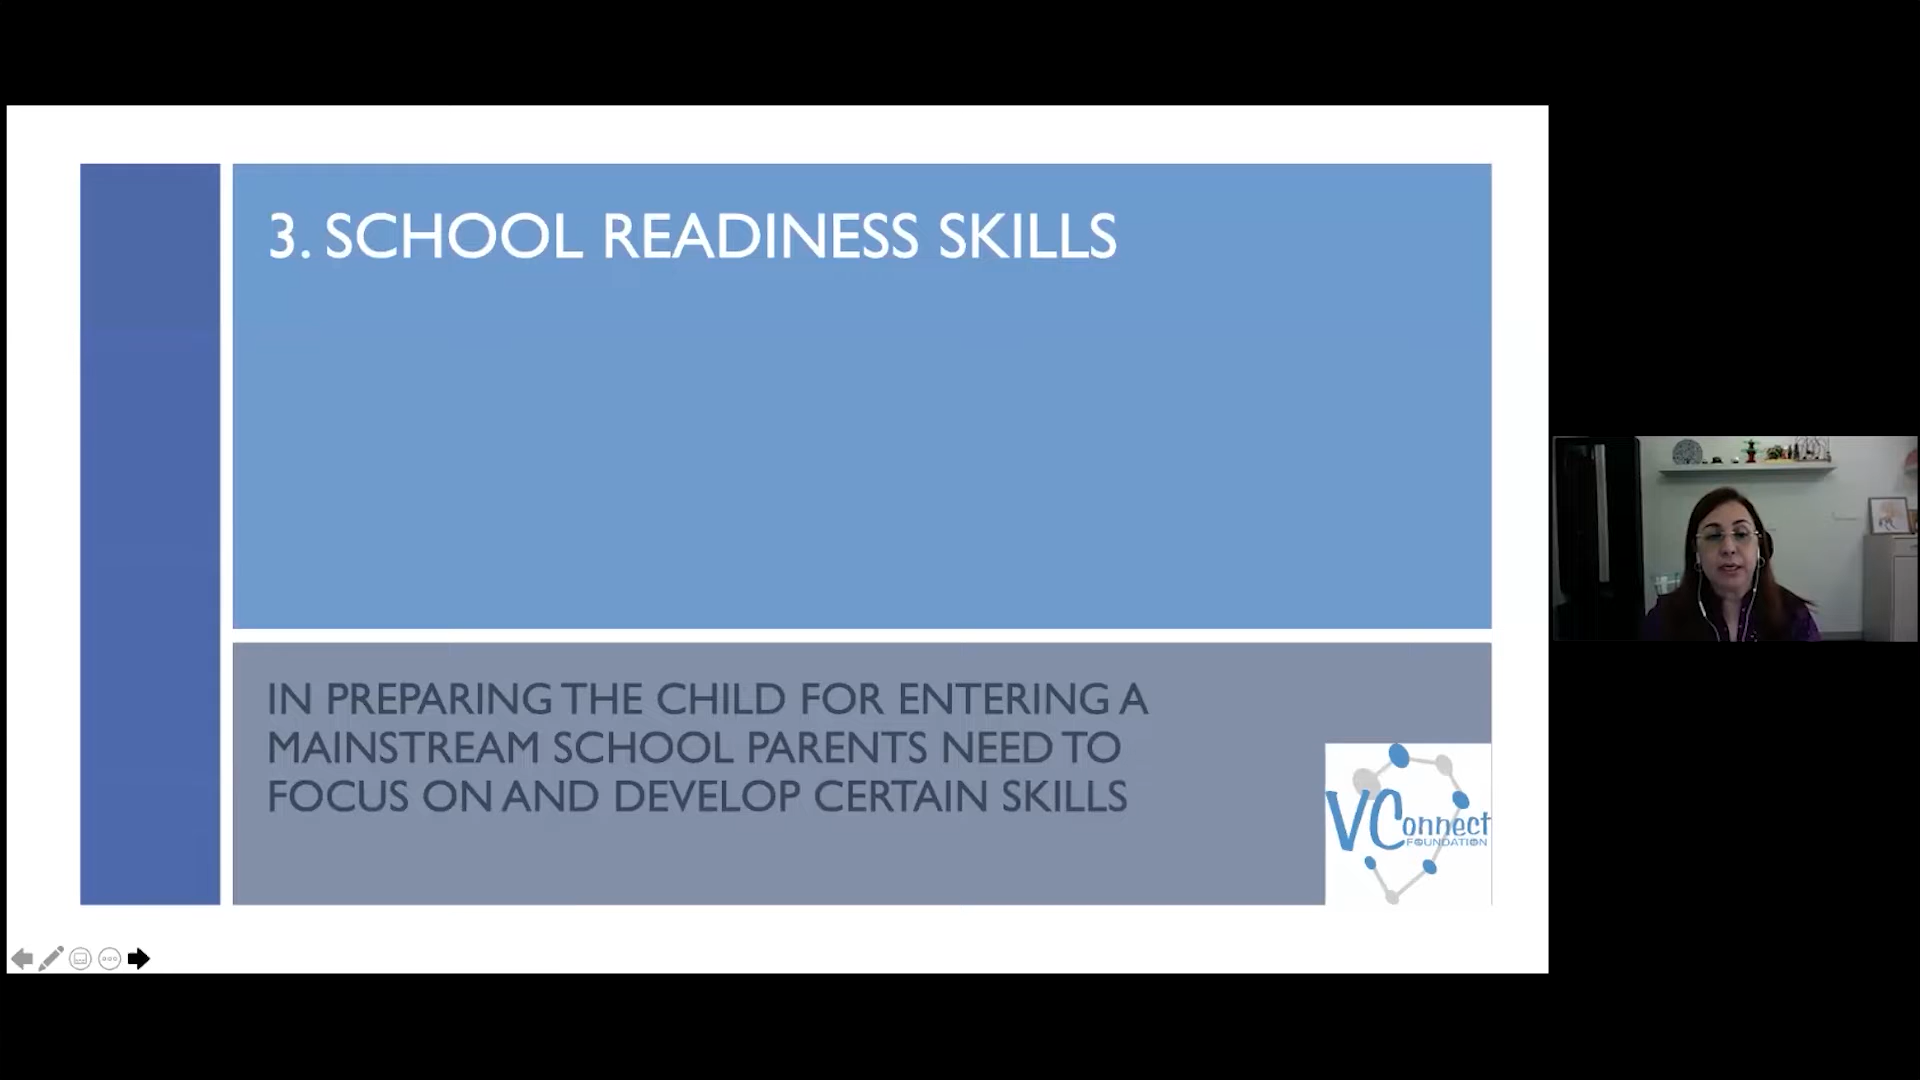 3. SCHOOL READINESS SKILLS
IN PREPARING THE CHILD FOR ENTERING A
MAINSTREAM SCHOOL PARENTS NEED TO
FOCUS ON AND DEVELOP CERTAIN SKILLS
VConnect
FOUNDATION